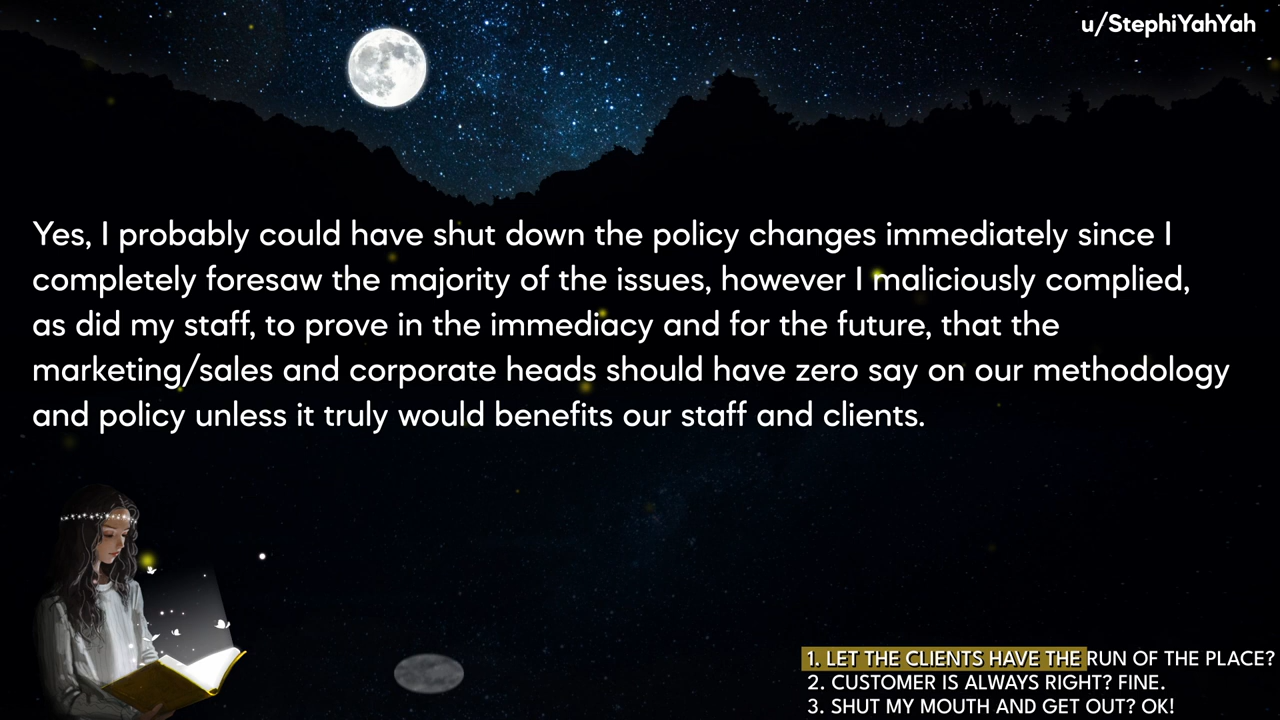 u/StephiYahYah
Yes, I probably could have shut down the policy changes immediately since I
completely foresaw the majority of the issues, however I maliciously complied,
as did my staff, to prove in the immediacy and for the future, that the
marketing/sales and corporate heads should have zero say on our methodology
and policy unless it truly would benefits our staff and clients.
1. LET THE CLIENTS HAVE THE RUN OF THE PLACE?
2. CUSTOMER IS ALWAYS RIGHT? FINE.
3. SHUT MY MOUTH AND GET OUT? OK!